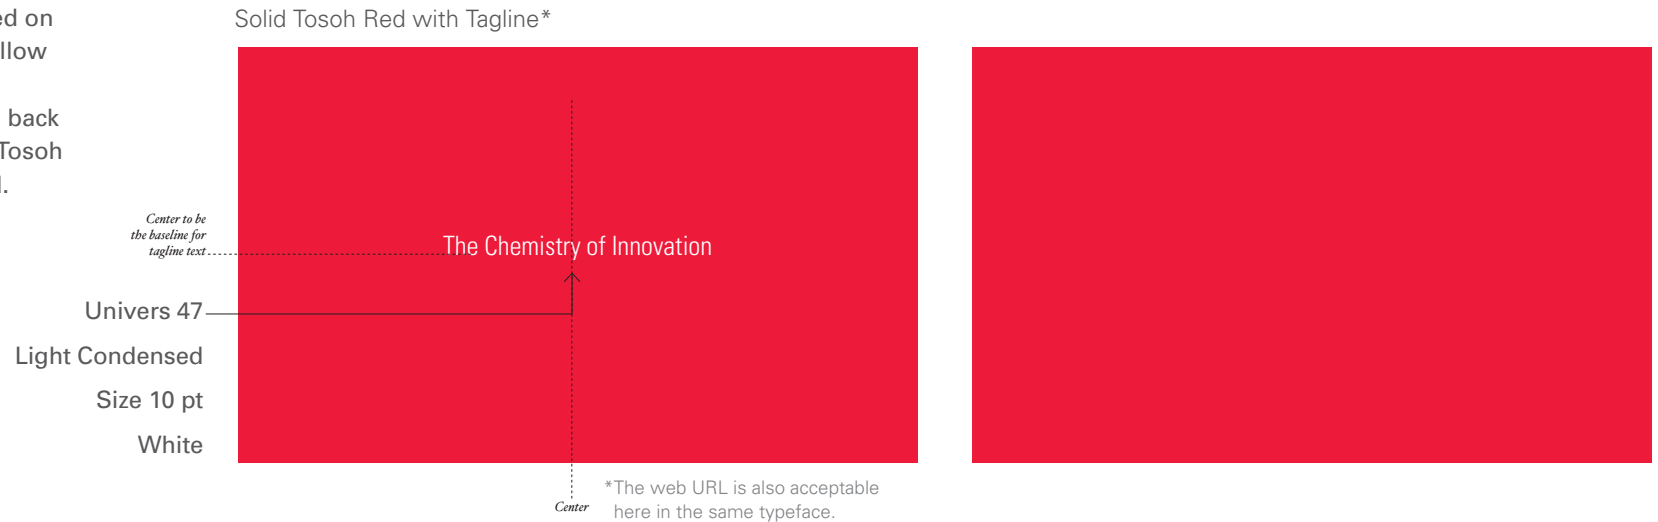 ed on
llow
back
Tosoh
l.
Solid Tosoh Red with Tagline*
Center to be
the baseline for
tagline text
The Chemistry of Innovation
Univers 47
Light Condensed
Size 10 pt
White
Center
*The web URL is also acceptable
here in the same typeface.